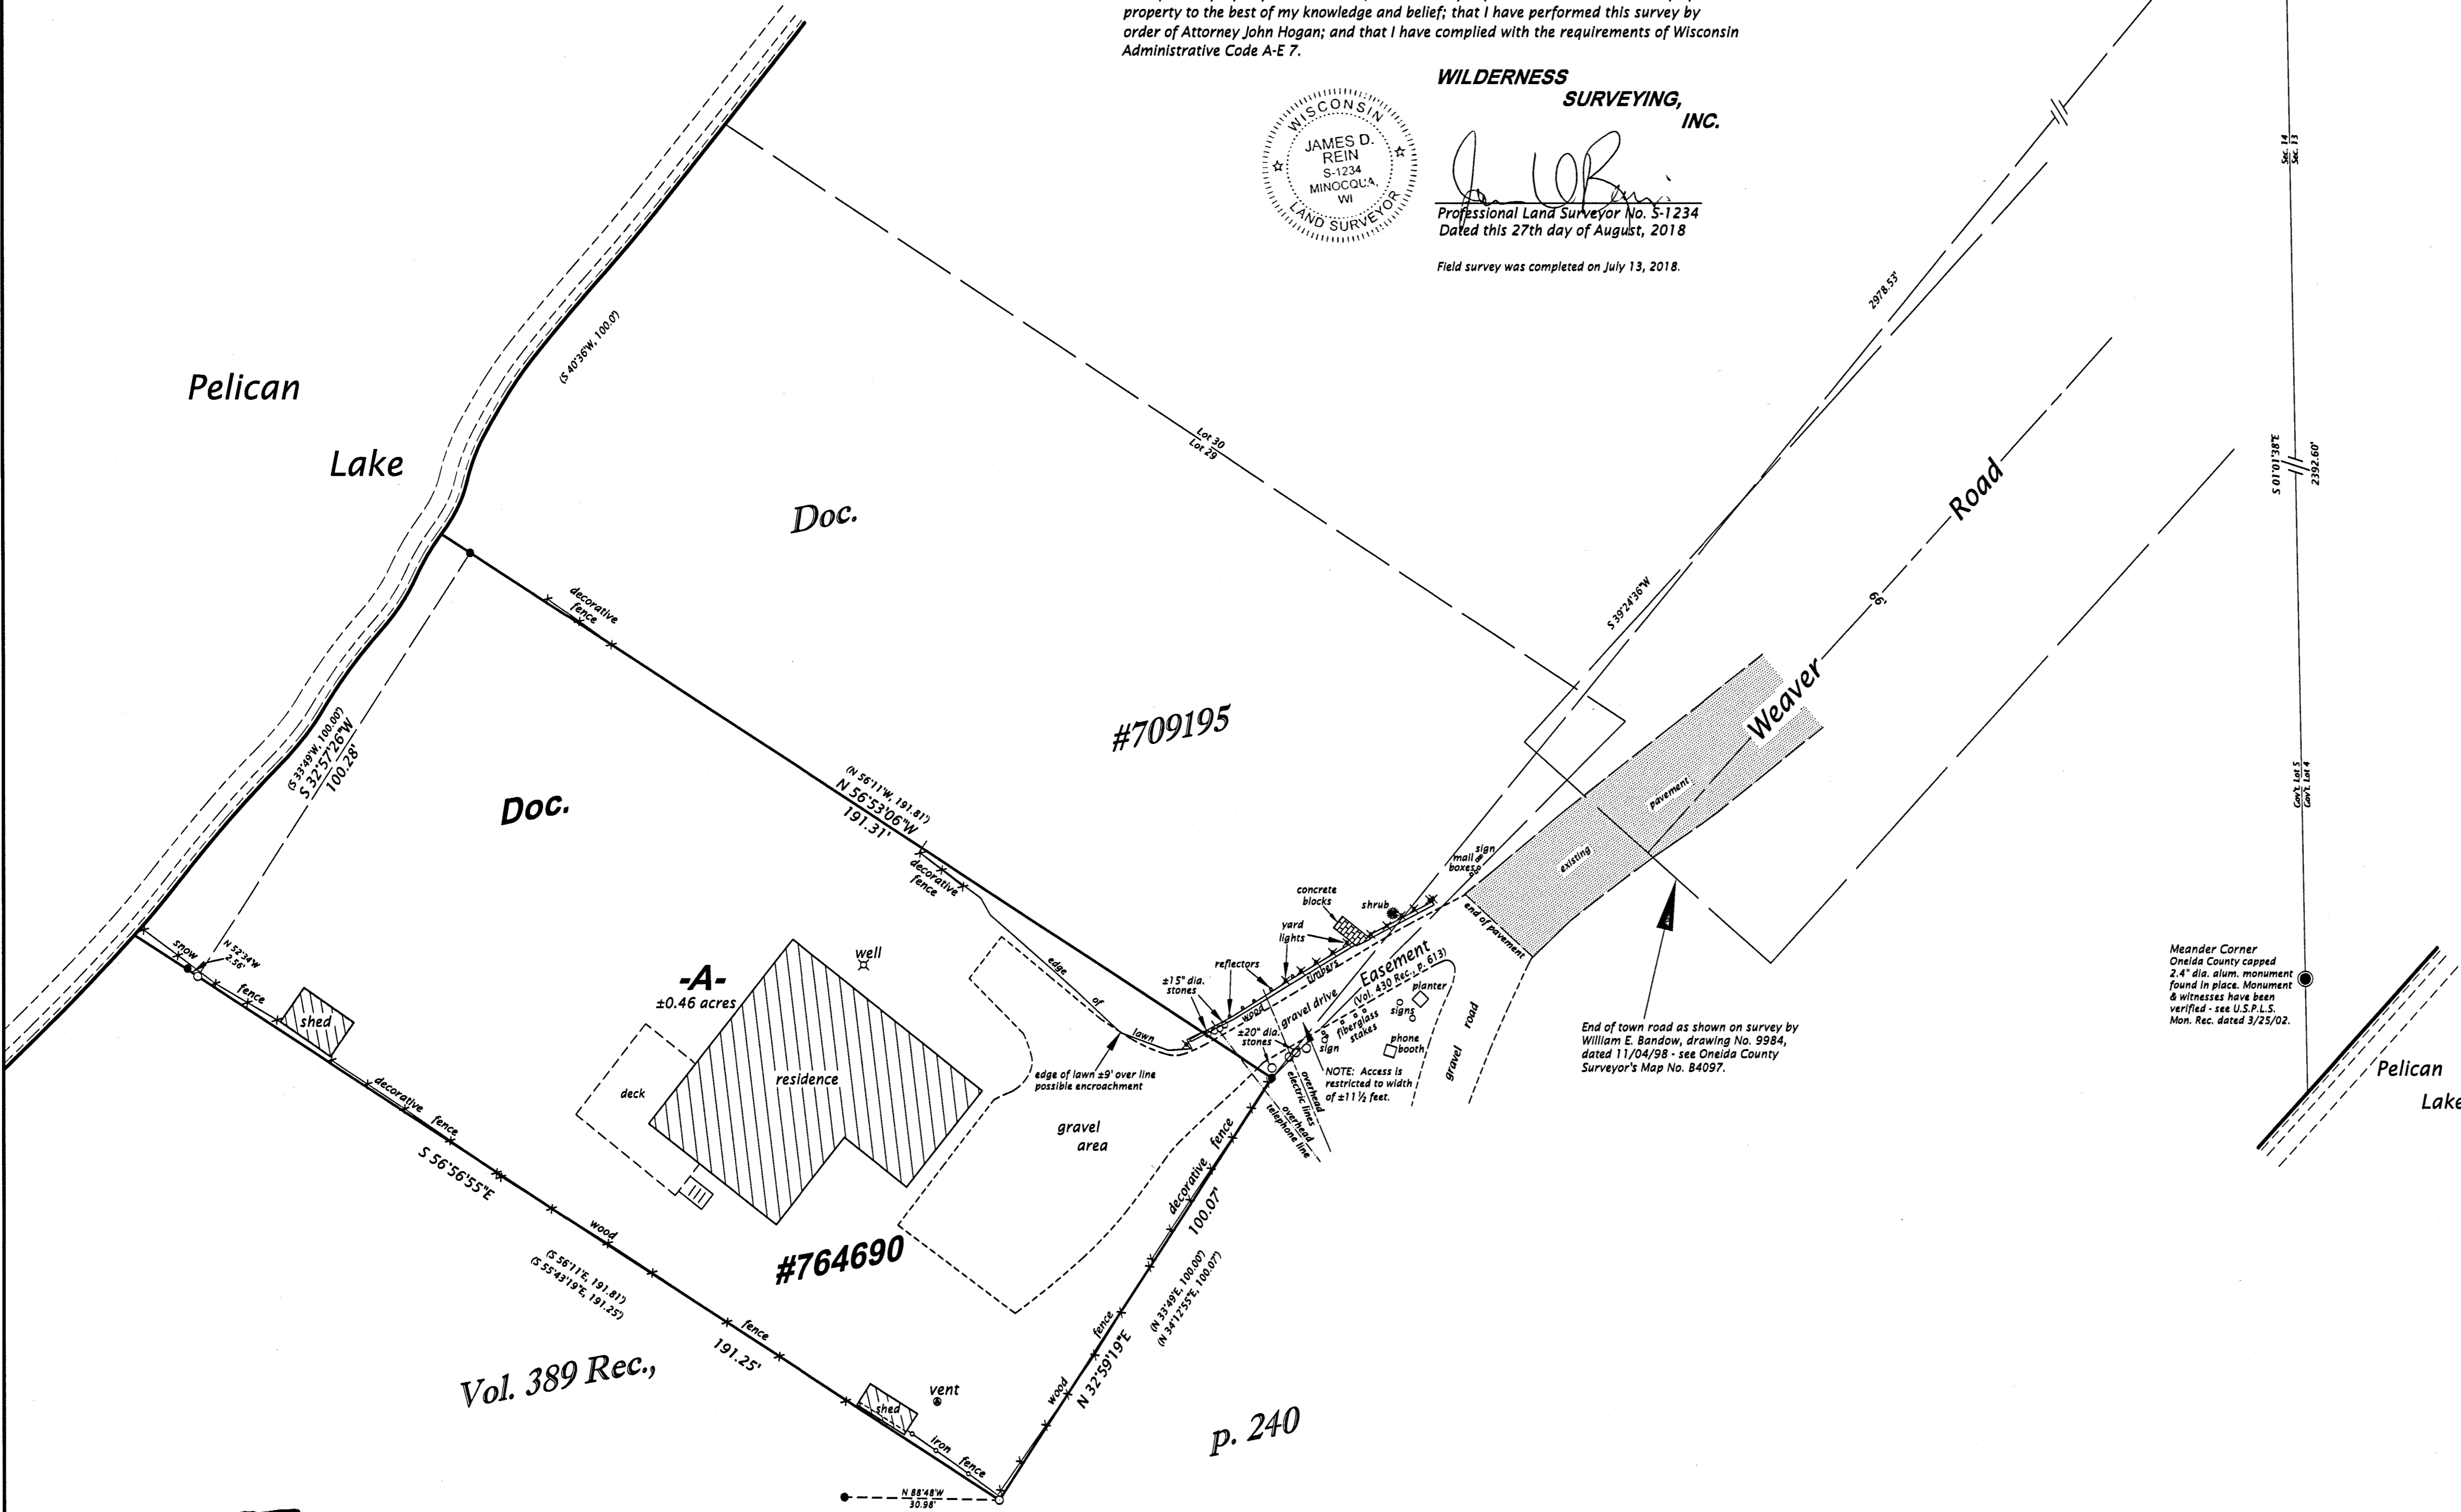 property to the best of my knowledge and belief; that I have performed this survey by
order of Attorney John Hogan; and that I have complied with the requirements of Wisconsin
Administrative Code A-E 7.
WILDERNESS
SURVEYING,
INC.
WISCONSIN
JAMES D.
REIN
S-1234
MINOCQUA,
WI
LAND SURVEYOR
Professional Land Surveyor No. S-1234
Dated this 27th day of August, 2018
Field survey was completed on July 13, 2018.
Sec. 14
Sec. 13
2978.53'
(S 40°36'W, 100.0')
Pelican
Lake
Lot 30
Lot 29
S 01°01'38"E
2392.60'
Road
Doc.
66'
S 39°24'36"W
decorative
fence
Weaver
#709195
(S 33°49'W, 100.00')
S 32°57'26"W
100.28'
Doc.
(N 56°11'W, 191.81')
N 56°53'06"W
191.31'
pavement
existing
Gov't. Lot 5
Gov't. Lot 4
decorative
fence
sign
mail
boxes
concrete
blocks
shrub
end of pavement
yard
lights
reflectors
±15" dia.
stones
wood
timbers
Easement
(Vol. 430 Rec., p. 613)
gravel drive
planter
signs
fiberglass
stakes
±20" dia.
stones
sign
phone
booth
gravel road
snow
fence
N 52°34'W
2.56'
-A-
±0.46 acres
well
edge
of
lawn
shed
residence
deck
edge of lawn ±9' over line
possible encroachment
gravel
area
NOTE: Access is
restricted to width
of ±11½ feet.
overhead
electric lines
overhead
telephone line
End of town road as shown on survey by
William E. Bandow, drawing No. 9984,
dated 11/04/98 - see Oneida County
Surveyor's Map No. B4097.
Meander Corner
Oneida County capped
2.4" dia. alum. monument
found in place. Monument
& witnesses have been
verified - see U.S.P.L.S.
Mon. Rec. dated 3/25/02.
Pelican
Lake
decorative
fence
S 56°56'55"E
wood
fence
(S 56°11'E, 191.81')
(S 55°43'19"E, 191.25')
191.25'
#764690
fence
decorative
100.07'
fence
wood
(N 33°49'E, 100.00')
(N 34°12'55"E, 100.07')
N 32°59'19"E
Vol. 389 Rec.,
p. 240
shed
vent
iron
fence
N 88°48'W
30.98'